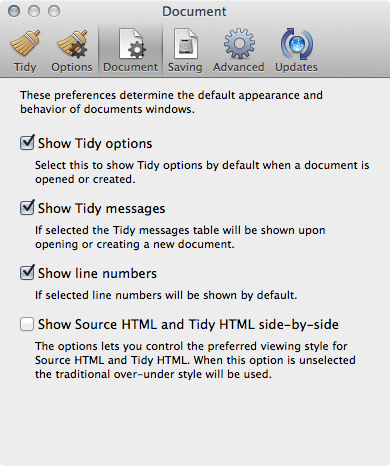 Document
Tidy Options Document Saving Advanced Updates
These preferences determine the default appearance and
behavior of documents windows.
Show Tidy options
Select this to show Tidy options by default when a document is
opened or created.
Show Tidy messages
If selected the Tidy messages table will be shown upon
opening or creating a new document.
Show line numbers
If selected line numbers will be shown by default.
Show Source HTML and Tidy HTML side-by-side
The options lets you control the preferred viewing style for
Source HTML and Tidy HTML. When this option is unselected
the traditional over-under style will be used.